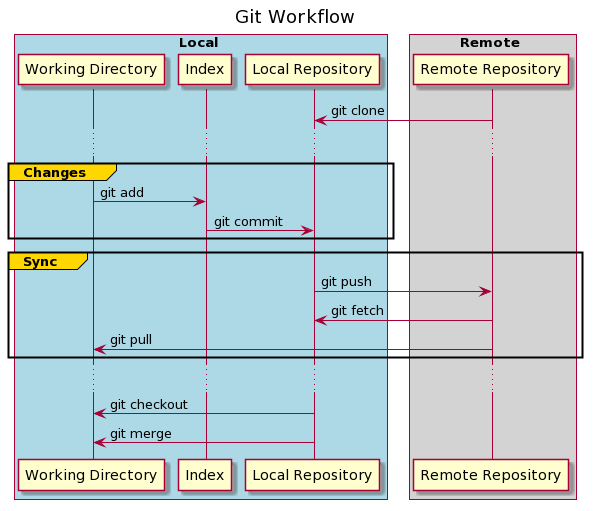 Git Workflow
Local Remote
Working Directory Index Local Repository Remote Repository
git clone
Changes
git add
git commit
Sync
git push
git fetch
git pull
git checkout
git merge
Working Directory Index Local Repository Remote Repository